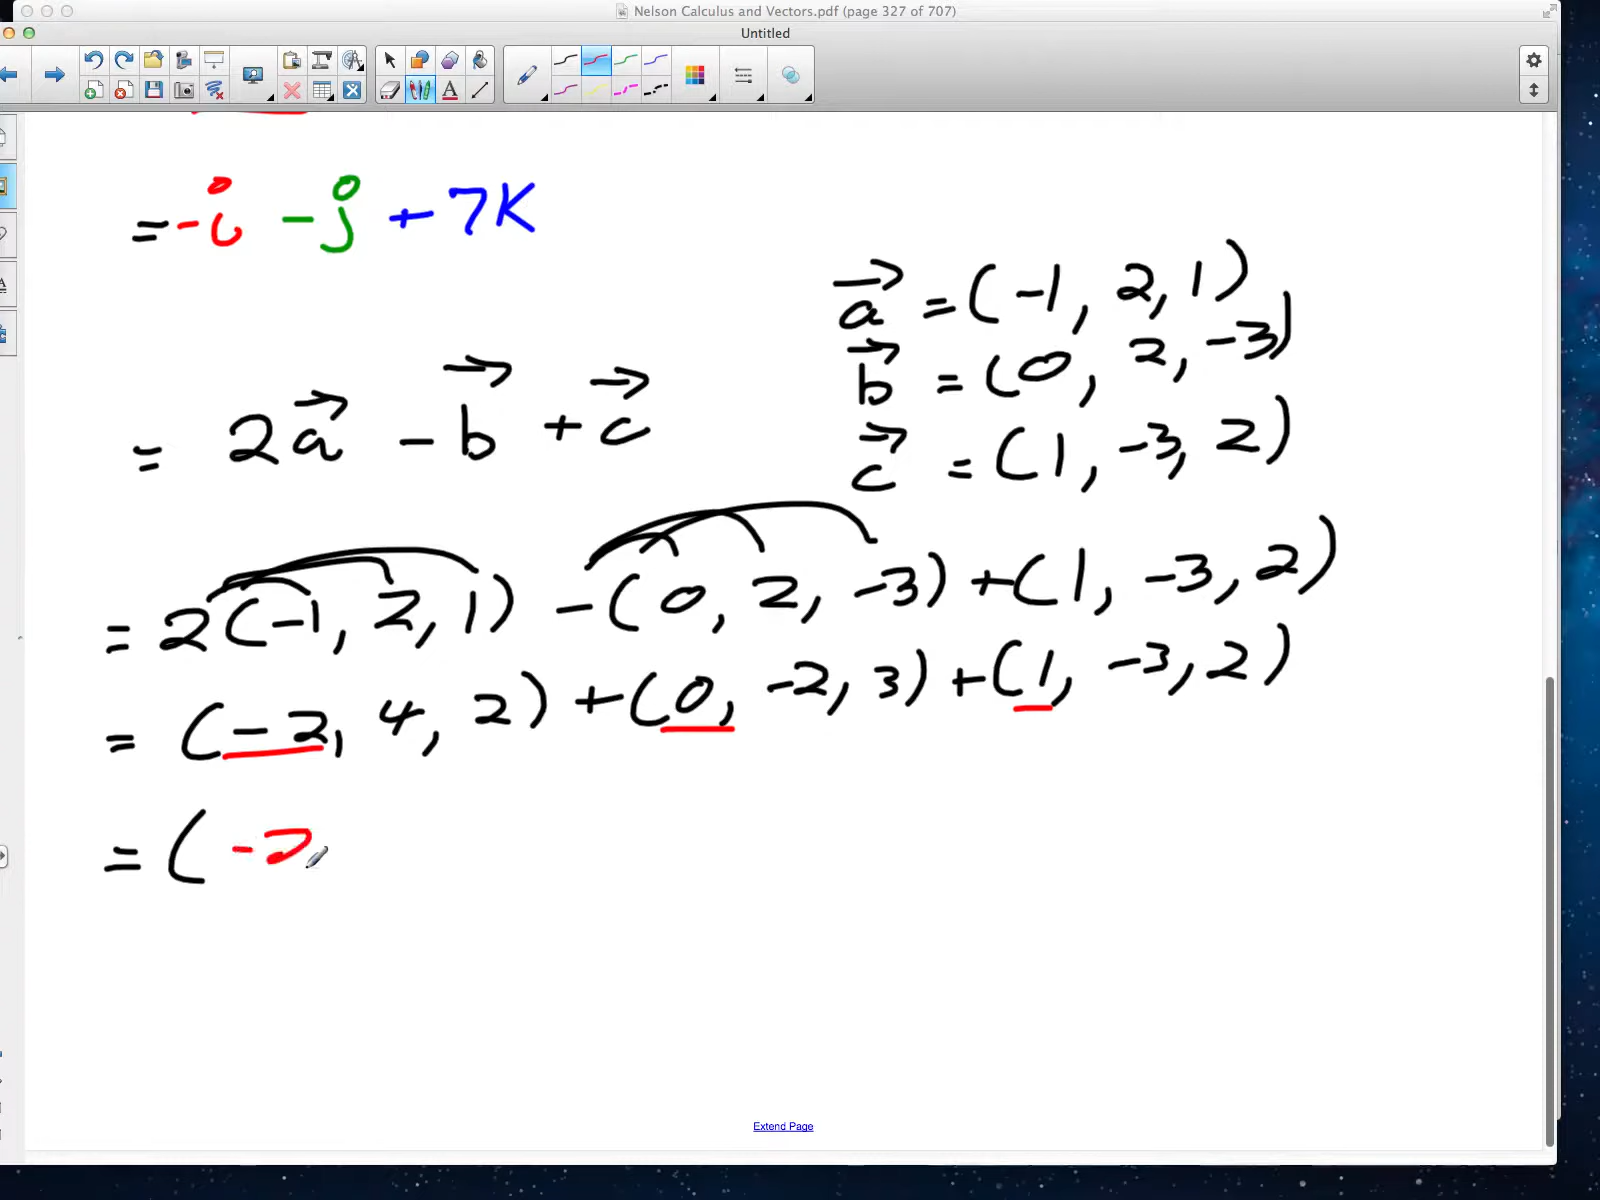 Nelson Calculus and Vectors.pdf (page 327 of 707)
Untitled
= -i -j +7K
a⃗ = (-1, 2, 1)
b⃗ = (0, 2, -3)
c⃗ = (1, -3, 2)
= 2a⃗ - b⃗ + c⃗
= 2(-1, 2, 1) -(0, 2, -3) +(1, -3, 2)
= (-2, 4, 2) +(0, -2, 3) +(1, -3, 2)
= ( -2
Extend Page